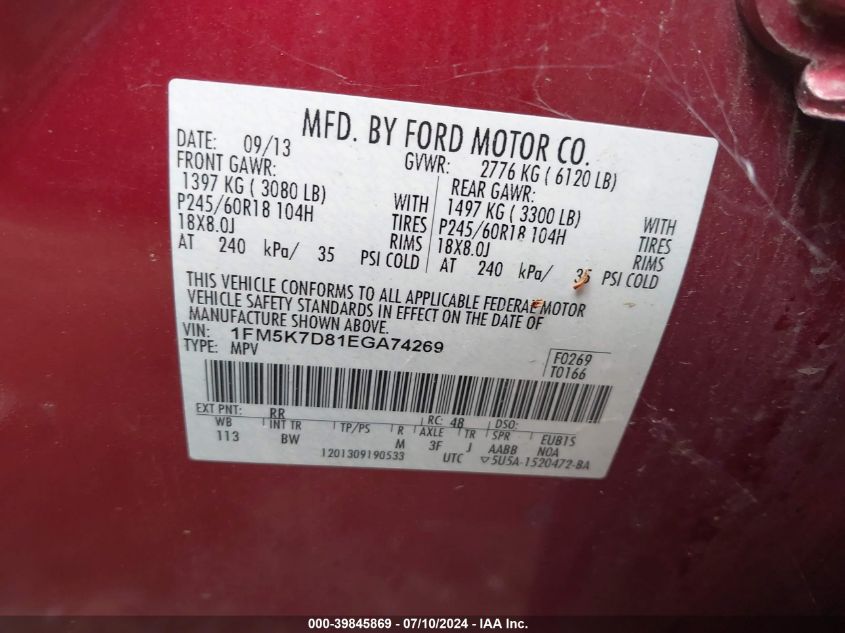 MFD. BY FORD MOTOR CO.
DATE: 09/13 GVWR: 2776 KG ( 6120 LB)
FRONT GAWR: REAR GAWR:
1397 KG ( 3080 LB) WITH 1497 KG ( 3300 LB) WITH
P245/60R18 104H TIRES P245/60R18 104H TIRES
18X8.0J RIMS 18X8.0J RIMS
AT 240 kPa/ 35 PSI COLD AT 240 kPa/ 35 PSI COLD
THIS VEHICLE CONFORMS TO ALL APPLICABLE FEDERAL MOTOR
VEHICLE SAFETY STANDARDS IN EFFECT ON THE DATE OF
MANUFACTURE SHOWN ABOVE.
VIN: 1FM5K7D81EGA74269 F0269
TYPE: MPV T0166
EXT PNT: RR RC: 48 DSO:
WB INT TR TP/PS R AXLE TR SPR EUB1S
113 BW M 3F J AABB NOA
1201309190533 UTC ▽5U5A-1520472-BA
000-39845869 - 07/10/2024 - IAA Inc.